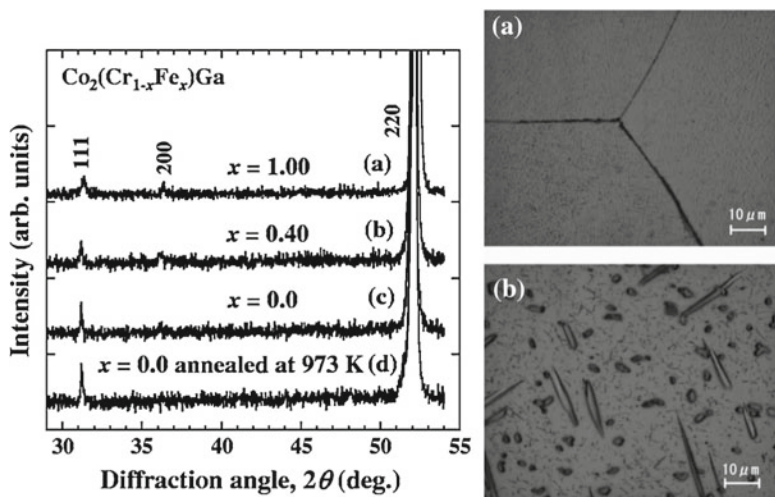 Co₂(Cr₁₋ₓFeₓ)Ga
111
200
220
x = 1.00 (a)
x = 0.40 (b)
x = 0.0 (c)
x = 0.0 annealed at 973 K (d)
Intensity (arb. units)
30 35 40 45 50 55
Diffraction angle, 2θ (deg.)
(a)
10 μm
(b)
10 μm